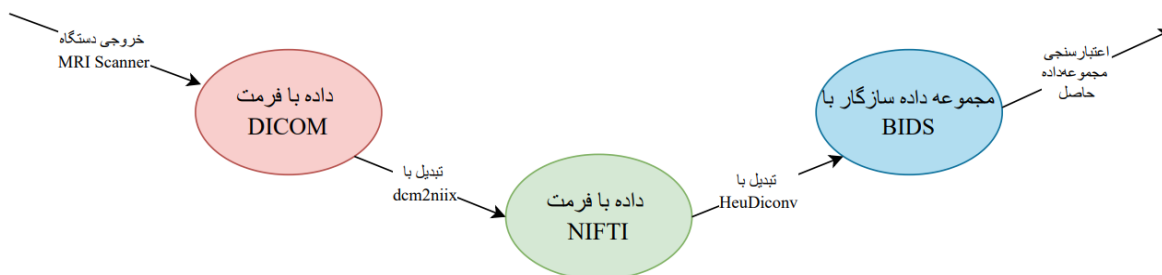 خروجی دستگاه
MRI Scanner
داده با فرمت
DICOM
تبدیل با
dcm2niix
داده با فرمت
NIFTI
تبدیل با
HeuDiconv
مجموعه داده سازگار با
BIDS
اعتبارسنجی
مجموعه‌داده
حاصل